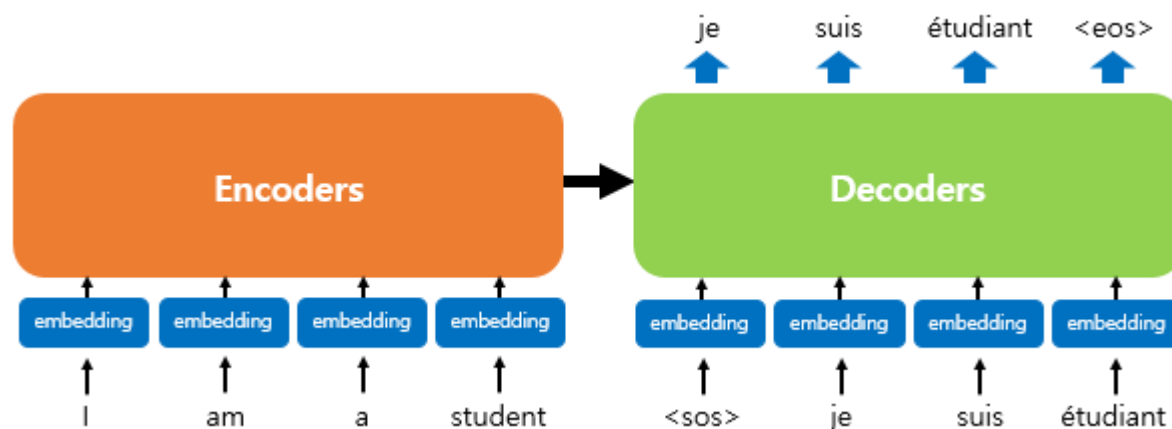 je suis étudiant <eos>
Encoders Decoders
embedding embedding embedding embedding embedding embedding embedding embedding
I am a student <sos> je suis étudiant